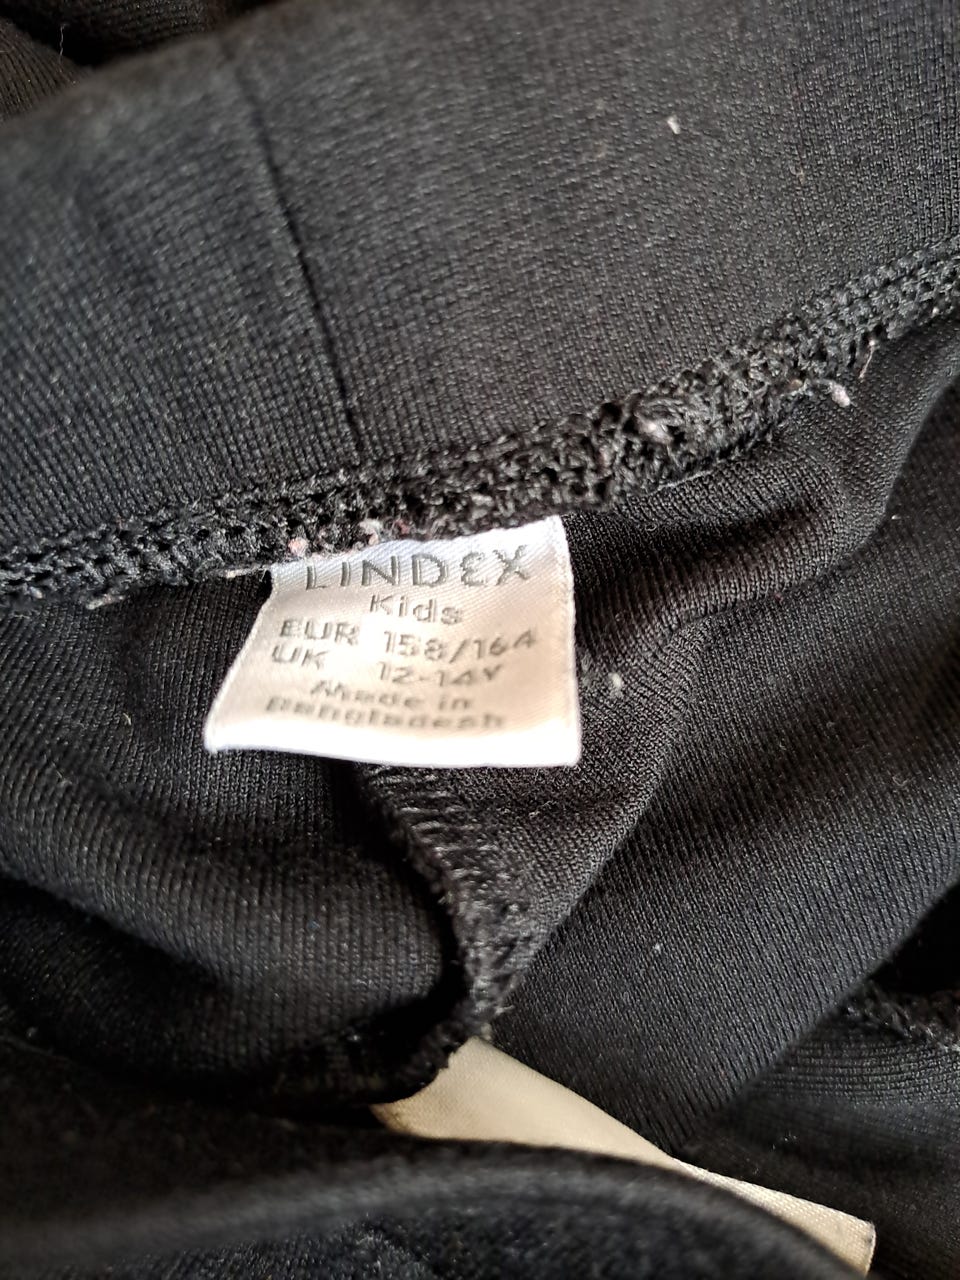 LINDEX
Kids
EUR 158/164
UK 12-14Y
Made in
Bangladesh